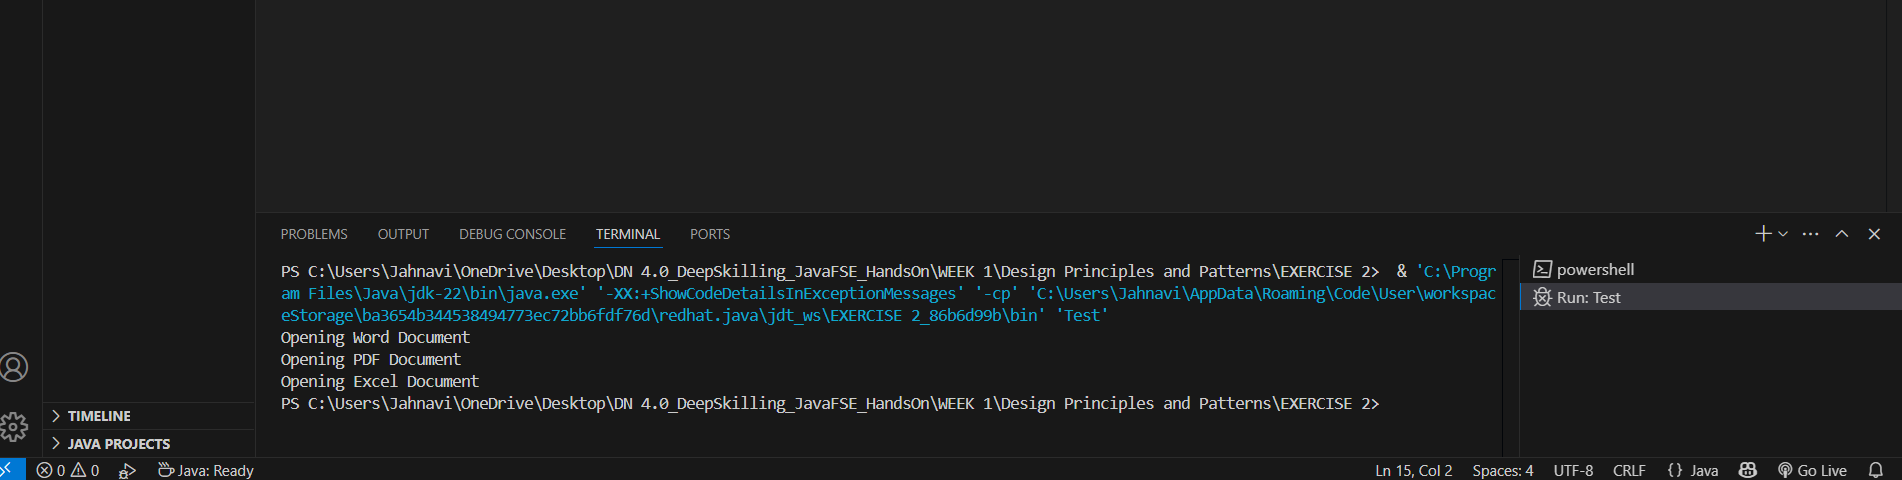 PROBLEMS OUTPUT DEBUG CONSOLE TERMINAL PORTS
PS C:\Users\Jahnavi\OneDrive\Desktop\DN 4.0_DeepSkilling_JavaFSE_HandsOn\WEEK 1\Design Principles and Patterns\EXERCISE 2>  & 'C:\Progr
am Files\Java\jdk-22\bin\java.exe' '-XX:+ShowCodeDetailsInExceptionMessages' '-cp' 'C:\Users\Jahnavi\AppData\Roaming\Code\User\workspac
eStorage\ba3654b344538494773ec72bb6fdf76d\redhat.java\jdt_ws\EXERCISE 2_86b6d99b\bin' 'Test'
Opening Word Document
Opening PDF Document
Opening Excel Document
PS C:\Users\Jahnavi\OneDrive\Desktop\DN 4.0_DeepSkilling_JavaFSE_HandsOn\WEEK 1\Design Principles and Patterns\EXERCISE 2>
powershell
Run: Test
TIMELINE
JAVA PROJECTS
0 0 Java: Ready Ln 15, Col 2 Spaces: 4 UTF-8 CRLF {} Java Go Live